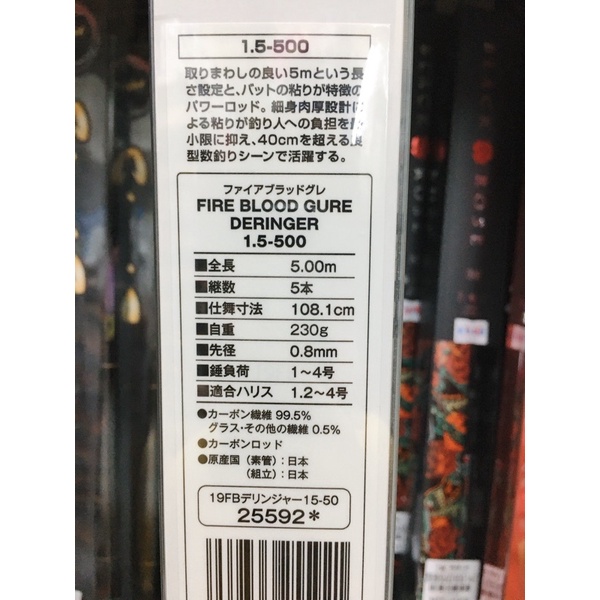 1.5-500
取りまわしの良い5mという長
さ設定と、バットの粘りが特徴の
パワーロッド。細身肉厚設計に
よる粘りが釣り人への負担を
小限に抑え、40cmを超える
型数釣りシーンで活躍する。
ファイアブラッドグレ
FIRE BLOOD GURE
DERINGER
1.5-500
■全長 5.00m
■継数 5本
■仕舞寸法 108.1cm
■自重 230g
■先径 0.8mm
■錘負荷 1〜4号
■適合ハリス 1.2〜4号
●カーボン繊維 99.5%
グラス・その他の繊維 0.5%
●カーボンロッド
●原産国（素管）：日本
（組立）：日本
19FBデリンジャー15-50
25592*
ROSE